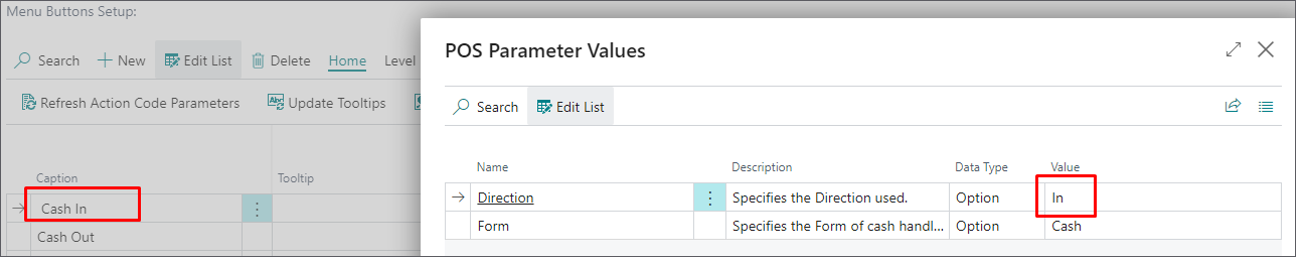 Menu Buttons Setup:
Search New Edit List Delete Home Level
Refresh Action Code Parameters Update Tooltips
Caption Tooltip
Cash In
Cash Out
POS Parameter Values
Search Edit List
Name Description Data Type Value
Direction Specifies the Direction used. Option In
Form Specifies the Form of cash handl... Option Cash